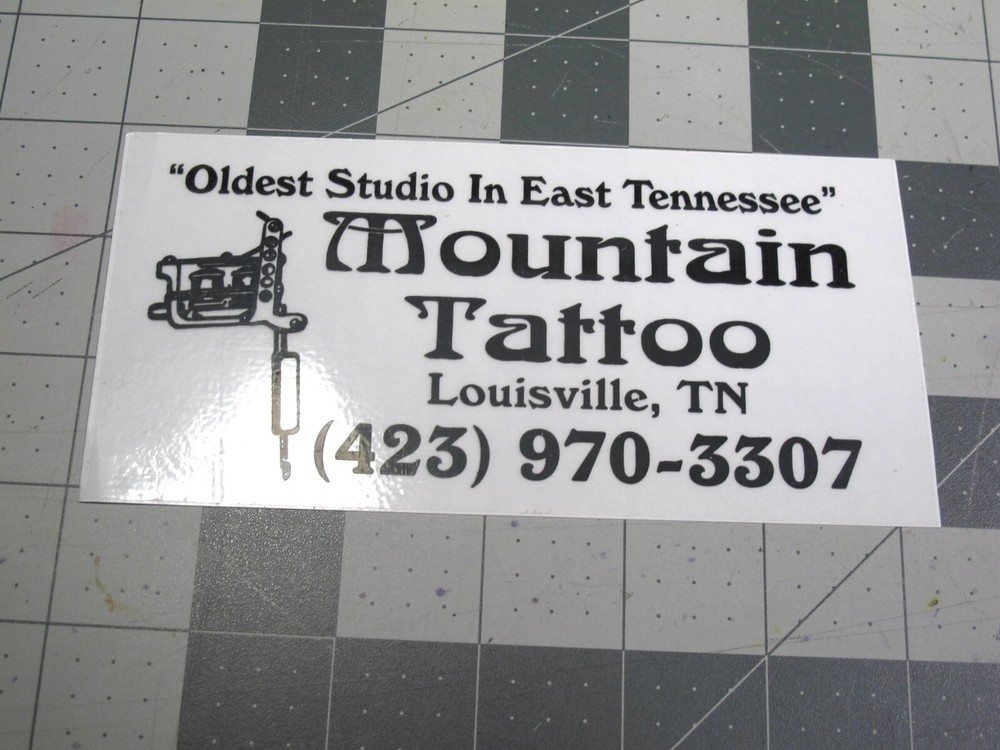 “Oldest Studio In East Tennessee”
Mountain
Tattoo
Louisville, TN
(423) 970-3307